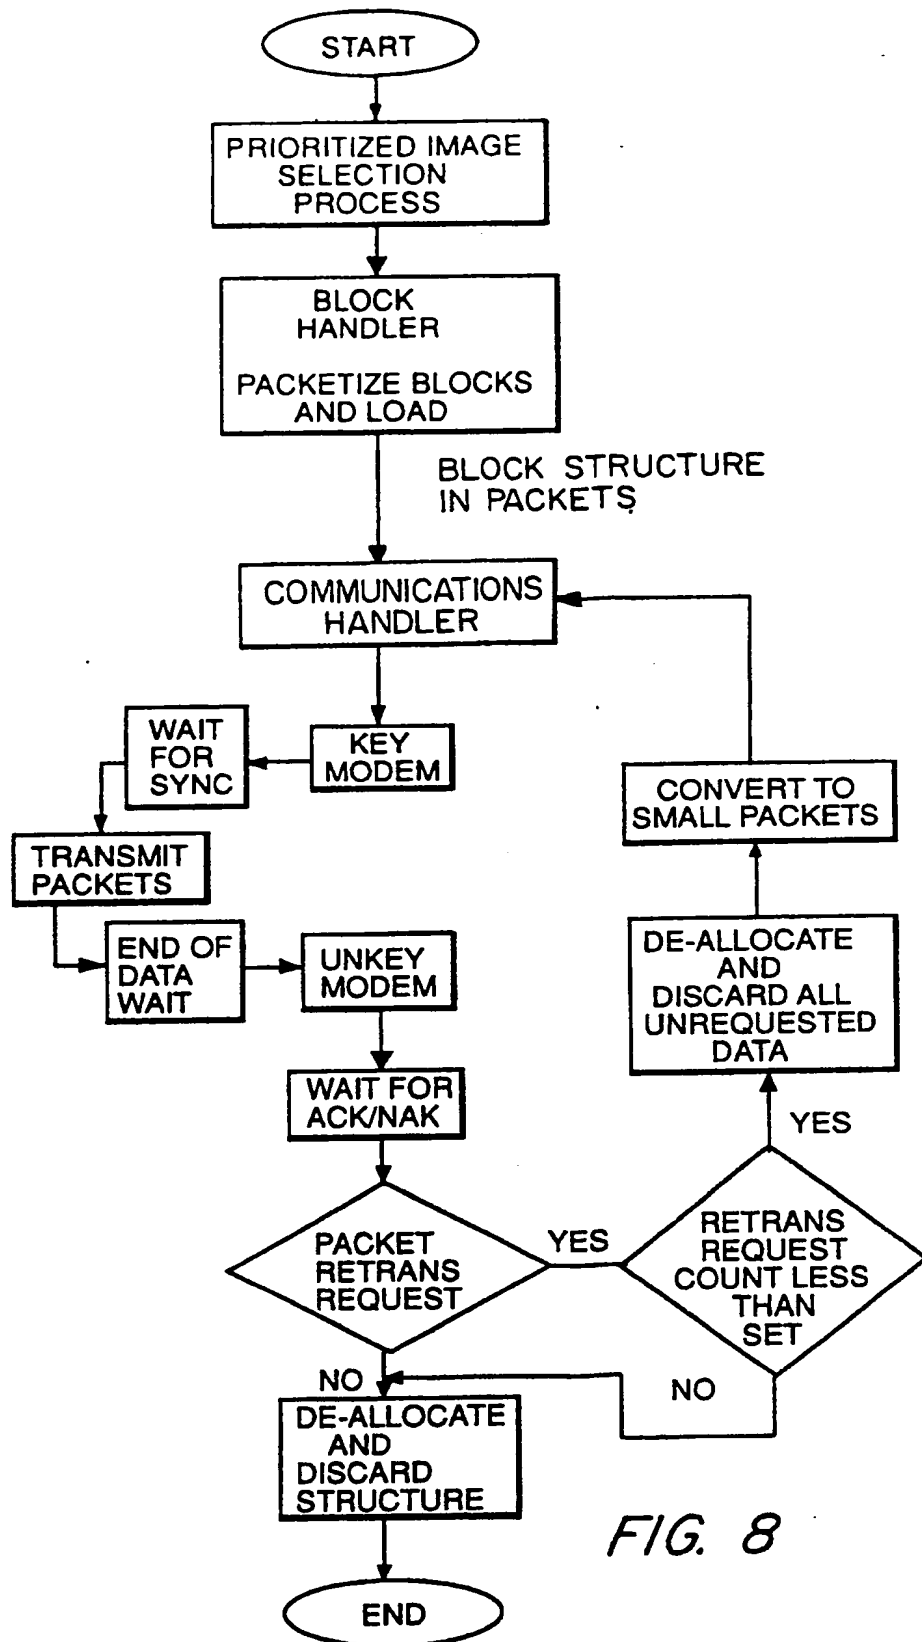 START
PRIORITIZED IMAGE
SELECTION
PROCESS
BLOCK
HANDLER
PACKETIZE BLOCKS
AND LOAD
BLOCK STRUCTURE
IN PACKETS
COMMUNICATIONS
HANDLER
KEY
MODEM
WAIT
FOR
SYNC
TRANSMIT
PACKETS
END OF
DATA
WAIT
UNKEY
MODEM
WAIT FOR
ACK/NAK
PACKET
RETRANS
REQUEST
YES
RETRANS
REQUEST
COUNT LESS
THAN
SET
YES
DE-ALLOCATE
AND
DISCARD ALL
UNREQUESTED
DATA
CONVERT TO
SMALL PACKETS
NO
NO
DE-ALLOCATE
AND
DISCARD
STRUCTURE
END
FIG. 8